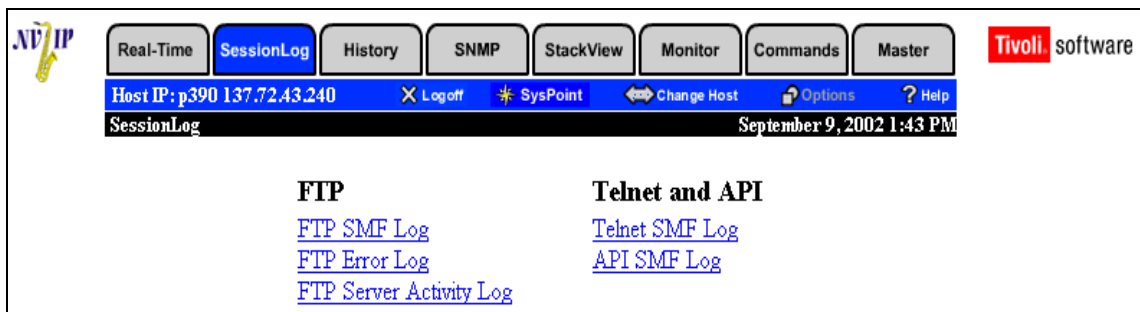 NV IP
Real-Time SessionLog History SNMP StackView Monitor Commands Master
Tivoli. software
Host IP: p390 137.72.43.240 Logoff SysPoint Change Host Options ? Help
SessionLog September 9, 2002 1:43 PM
FTP Telnet and API
FTP SMF Log Telnet SMF Log
FTP Error Log API SMF Log
FTP Server Activity Log